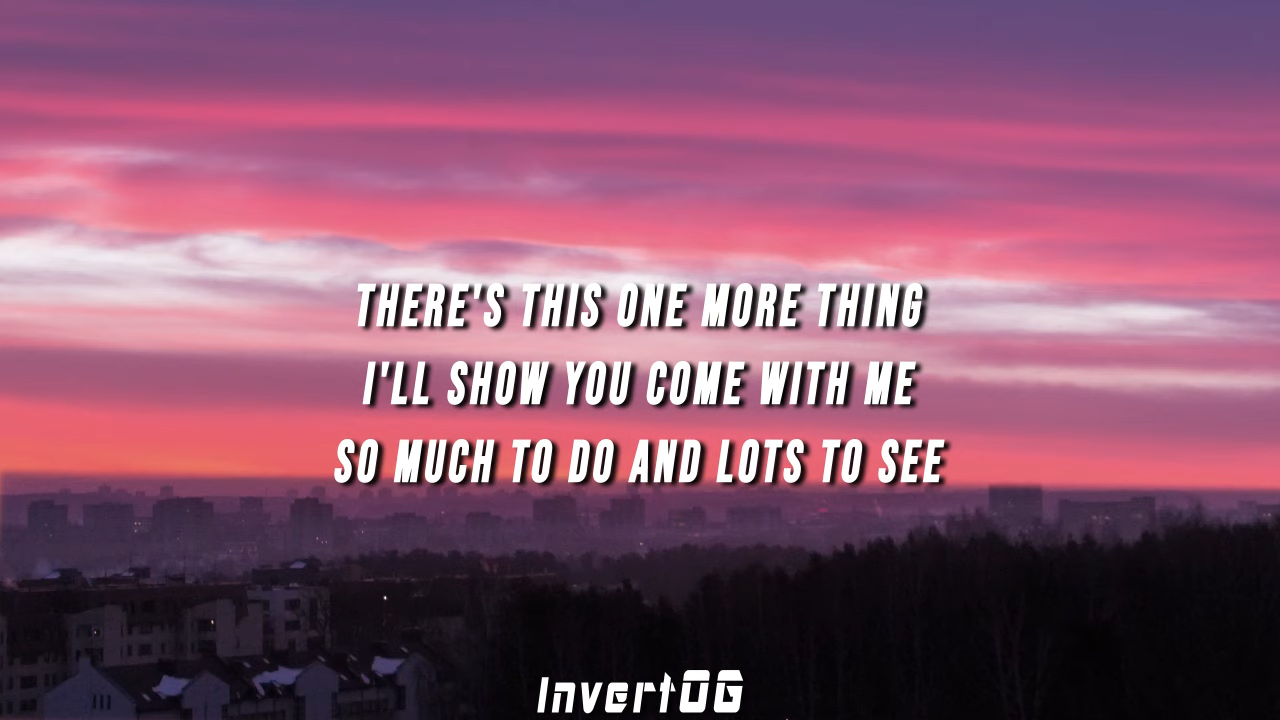 THERE'S THIS ONE MORE THING
I'LL SHOW YOU COME WITH ME
SO MUCH TO DO AND LOTS TO SEE
InvertOG